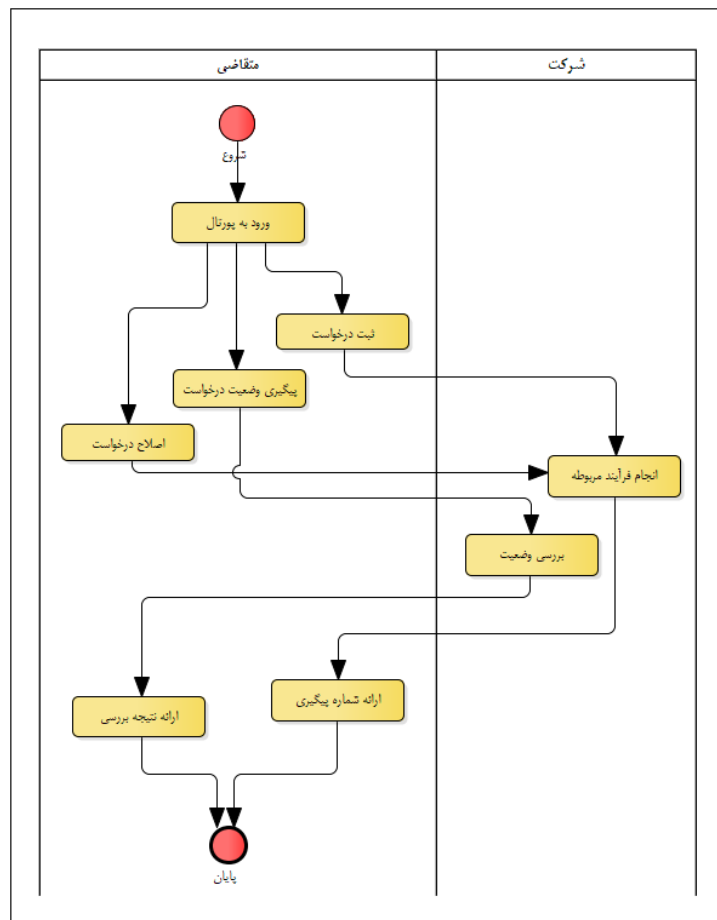 شرکت
متقاضی
شروع
ورود به پورتال
ثبت درخواست
پیگیری وضعیت درخواست
اصلاح درخواست
انجام فرآیند مربوطه
بررسی وضعیت
ارائه شماره پیگیری
ارائه نتیجه بررسی
پایان